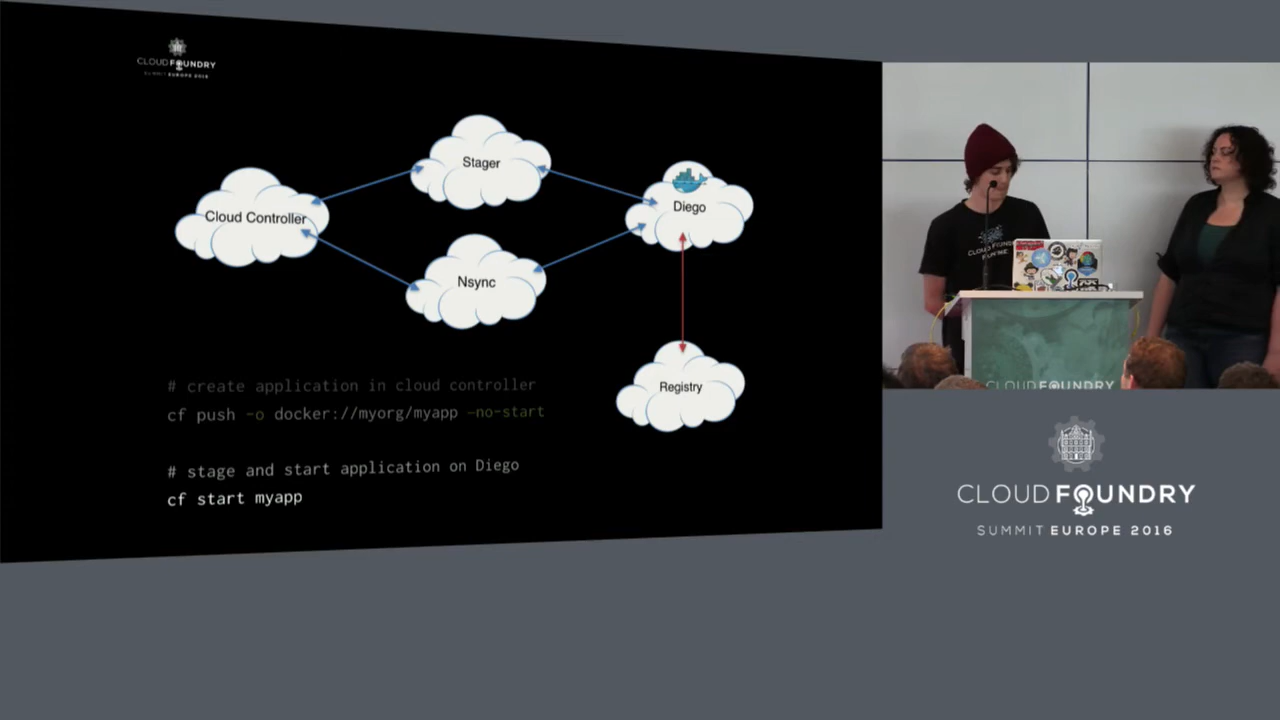 CLOUD FOUNDRY
SUMMIT EUROPE 2016
Stager
Cloud Controller
Diego
Nsync
Registry
# create application in cloud controller
cf push -o docker://myorg/myapp -no-start
# stage and start application on Diego
cf start myapp
CLOUD FOUNDRY
CLOUD FOUNDRY
SUMMIT EUROPE 2016